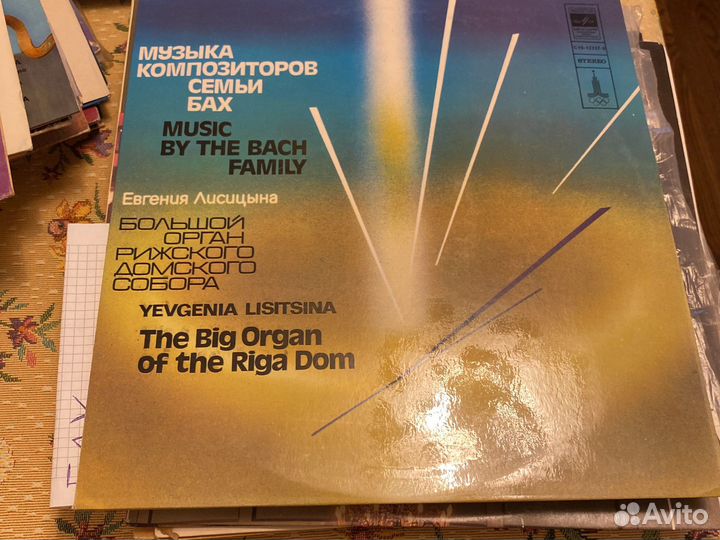 МУЗЫКА
КОМПОЗИТОРОВ
СЕМЬИ
БАХ
MUSIC
BY THE BACH
FAMILY
Евгения Лисицына
БОЛЬШОЙ
ОРГАН
РИЖСКОГО
ДОМСКОГО
СОБОРА
YEVGENIA LISITSINA
The Big Organ
of the Riga Dom
СТЕРЕО
Avito